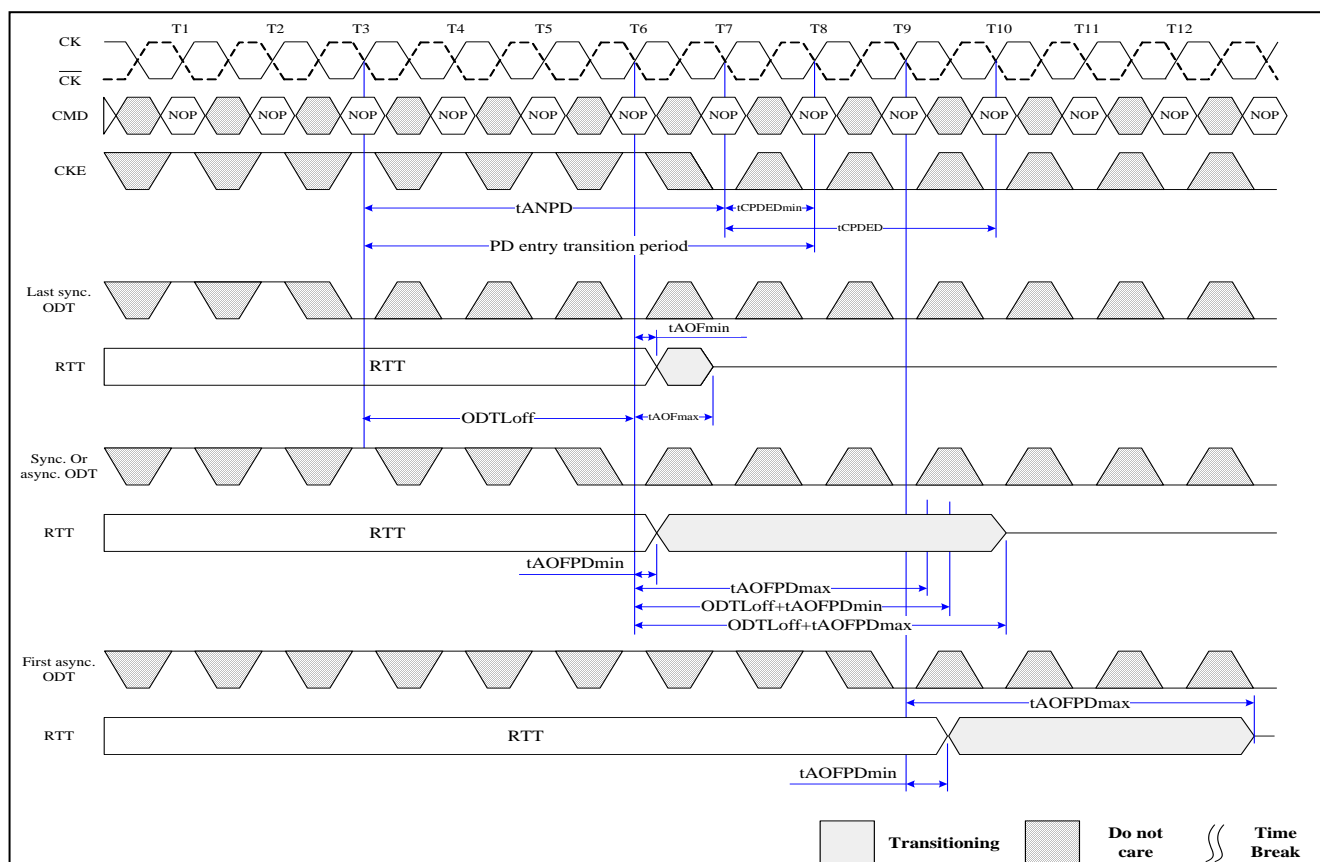 T1 T2 T3 T4 T5 T6 T7 T8 T9 T10 T11 T12
CK
CK
CMD
NOP NOP NOP NOP NOP NOP NOP NOP NOP NOP NOP NOP NOP
CKE
tANPD
tCPDEDmin
tCPDED
PD entry transition period
Last sync.
ODT
tAOFmin
RTT
RTT
ODTLoff
tAOFmax
Sync. Or
async. ODT
RTT
RTT
tAOFPDmin
tAOFPDmax
ODTLoff+tAOFPDmin
ODTLoff+tAOFPDmax
First async.
ODT
tAOFPDmax
RTT
RTT
tAOFPDmin
Transitioning
Do not
care
Time
Break